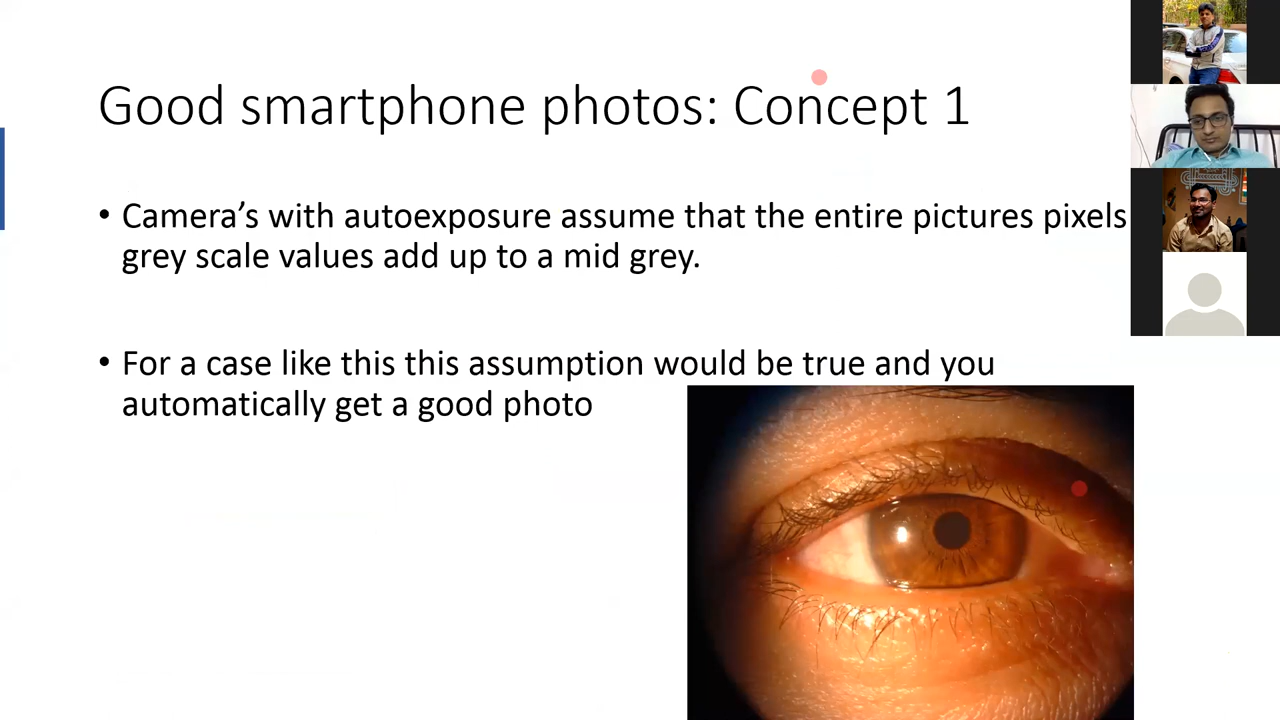 Good smartphone photos: Concept 1
• Camera’s with autoexposure assume that the entire pictures pixels
grey scale values add up to a mid grey.
• For a case like this this assumption would be true and you
automatically get a good photo